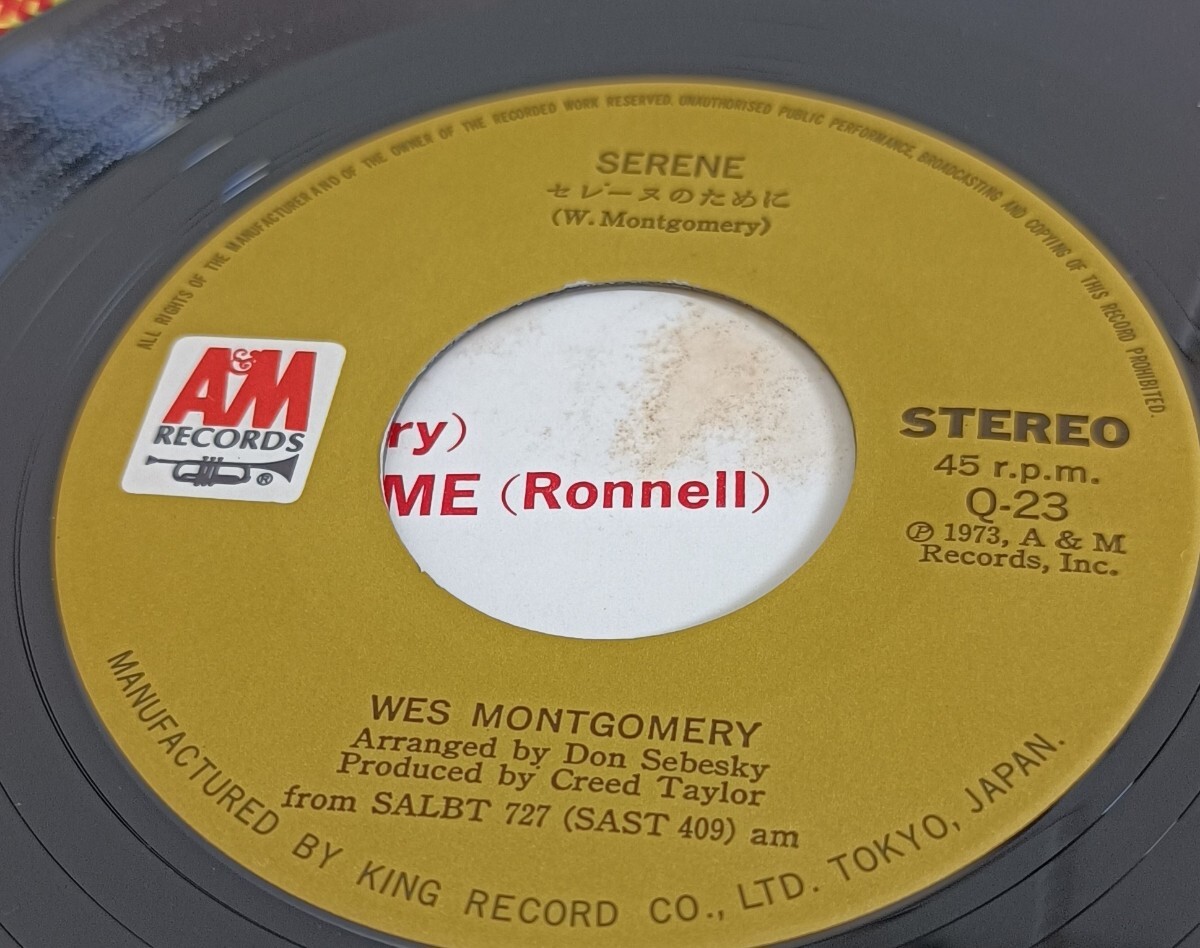 ALL RIGHTS OF THE MANUFACTURER AND OF THE OWNER OF THE RECORDED WORK RESERVED. UNAUTHORISED PUBLIC PERFORMANCE, BROADCASTING AND COPYING OF THIS RECORD PROHIBITED.
SERENE
セレーヌのために
(W. Montgomery)
A&M
RECORDS
®
ry)
ME (Ronnell)
STEREO
45 r.p.m.
Q-23
℗ 1973, A & M
Records, Inc.
WES MONTGOMERY
Arranged by Don Sebesky
Produced by Creed Taylor
from SALBT 727 (SAST 409) am
MANUFACTURED BY KING RECORD CO., LTD. TOKYO, JAPAN.